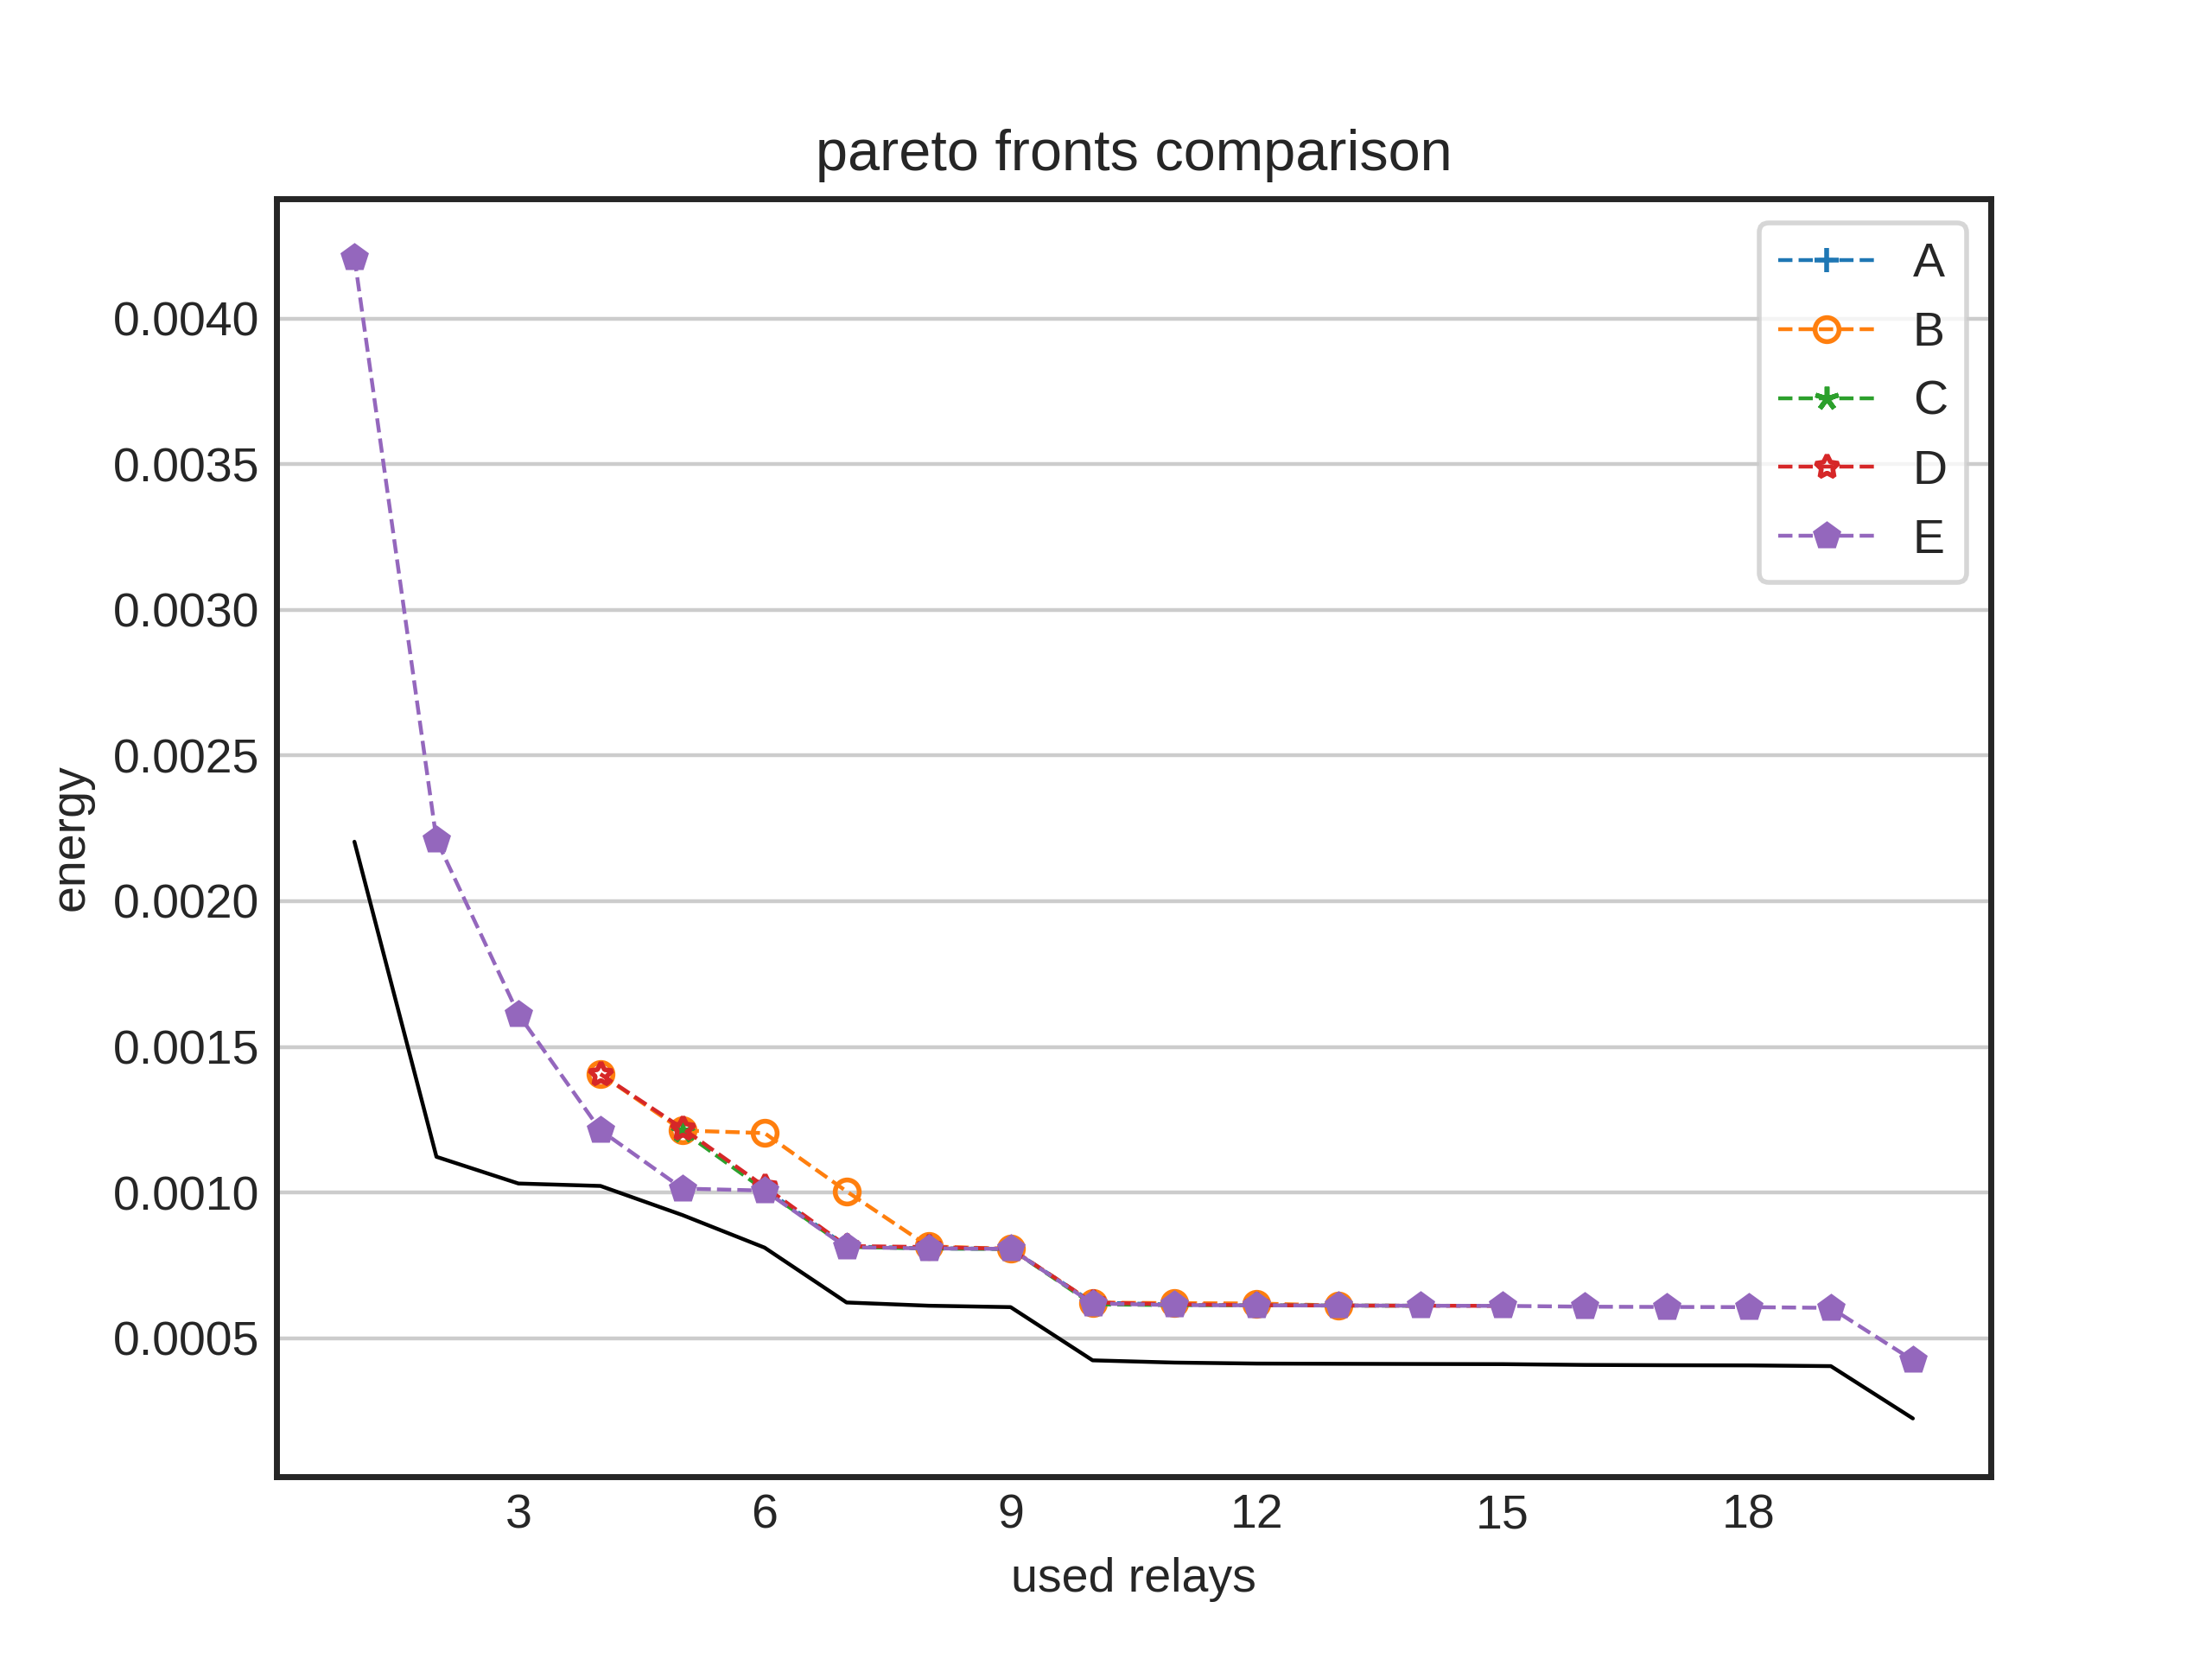 pareto fronts comparison
A
B
C
D
E
0.0040
0.0035
0.0030
0.0025
0.0020
0.0015
0.0010
0.0005
energy
3 6 9 12 15 18
used relays